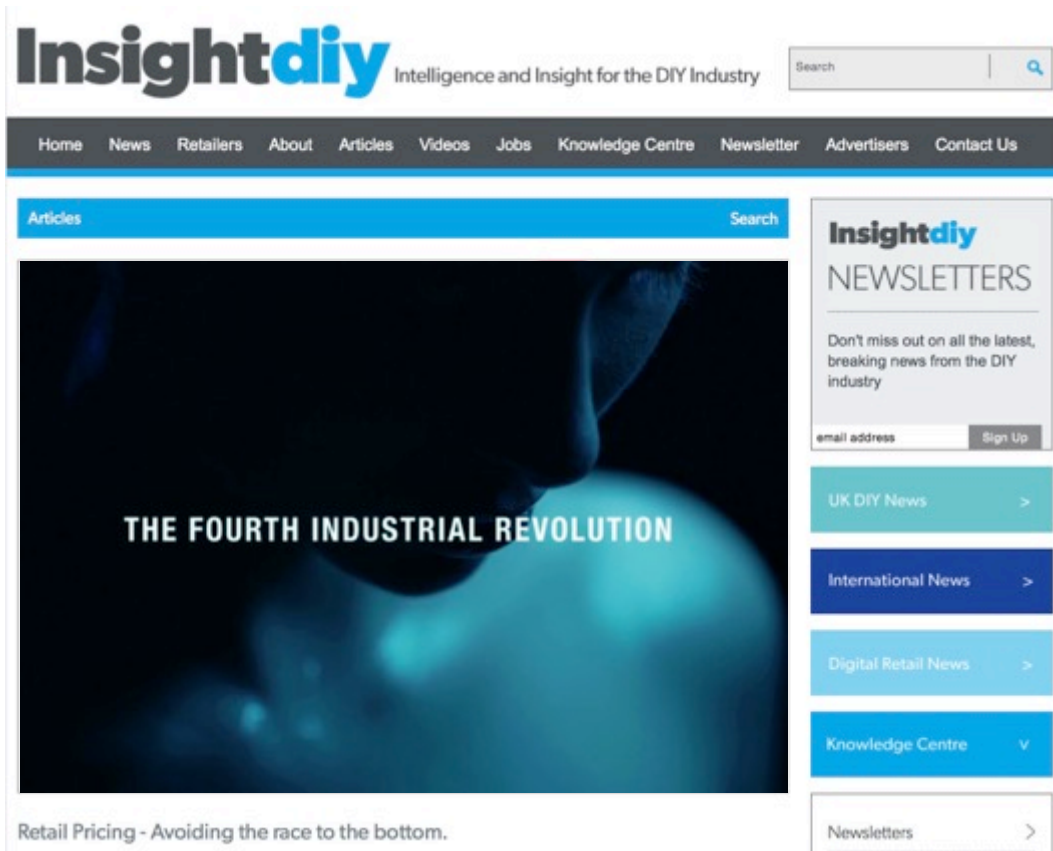 Insightdiy Intelligence and Insight for the DIY Industry
Search
Home News Retailers About Articles Videos Jobs Knowledge Centre Newsletter Advertisers Contact Us
Articles Search
THE FOURTH INDUSTRIAL REVOLUTION
Retail Pricing - Avoiding the race to the bottom.
Insightdiy
NEWSLETTERS
Don't miss out on all the latest,
breaking news from the DIY
industry
email address Sign Up
UK DIY News >
International News >
Digital Retail News >
Knowledge Centre v
Newsletters >